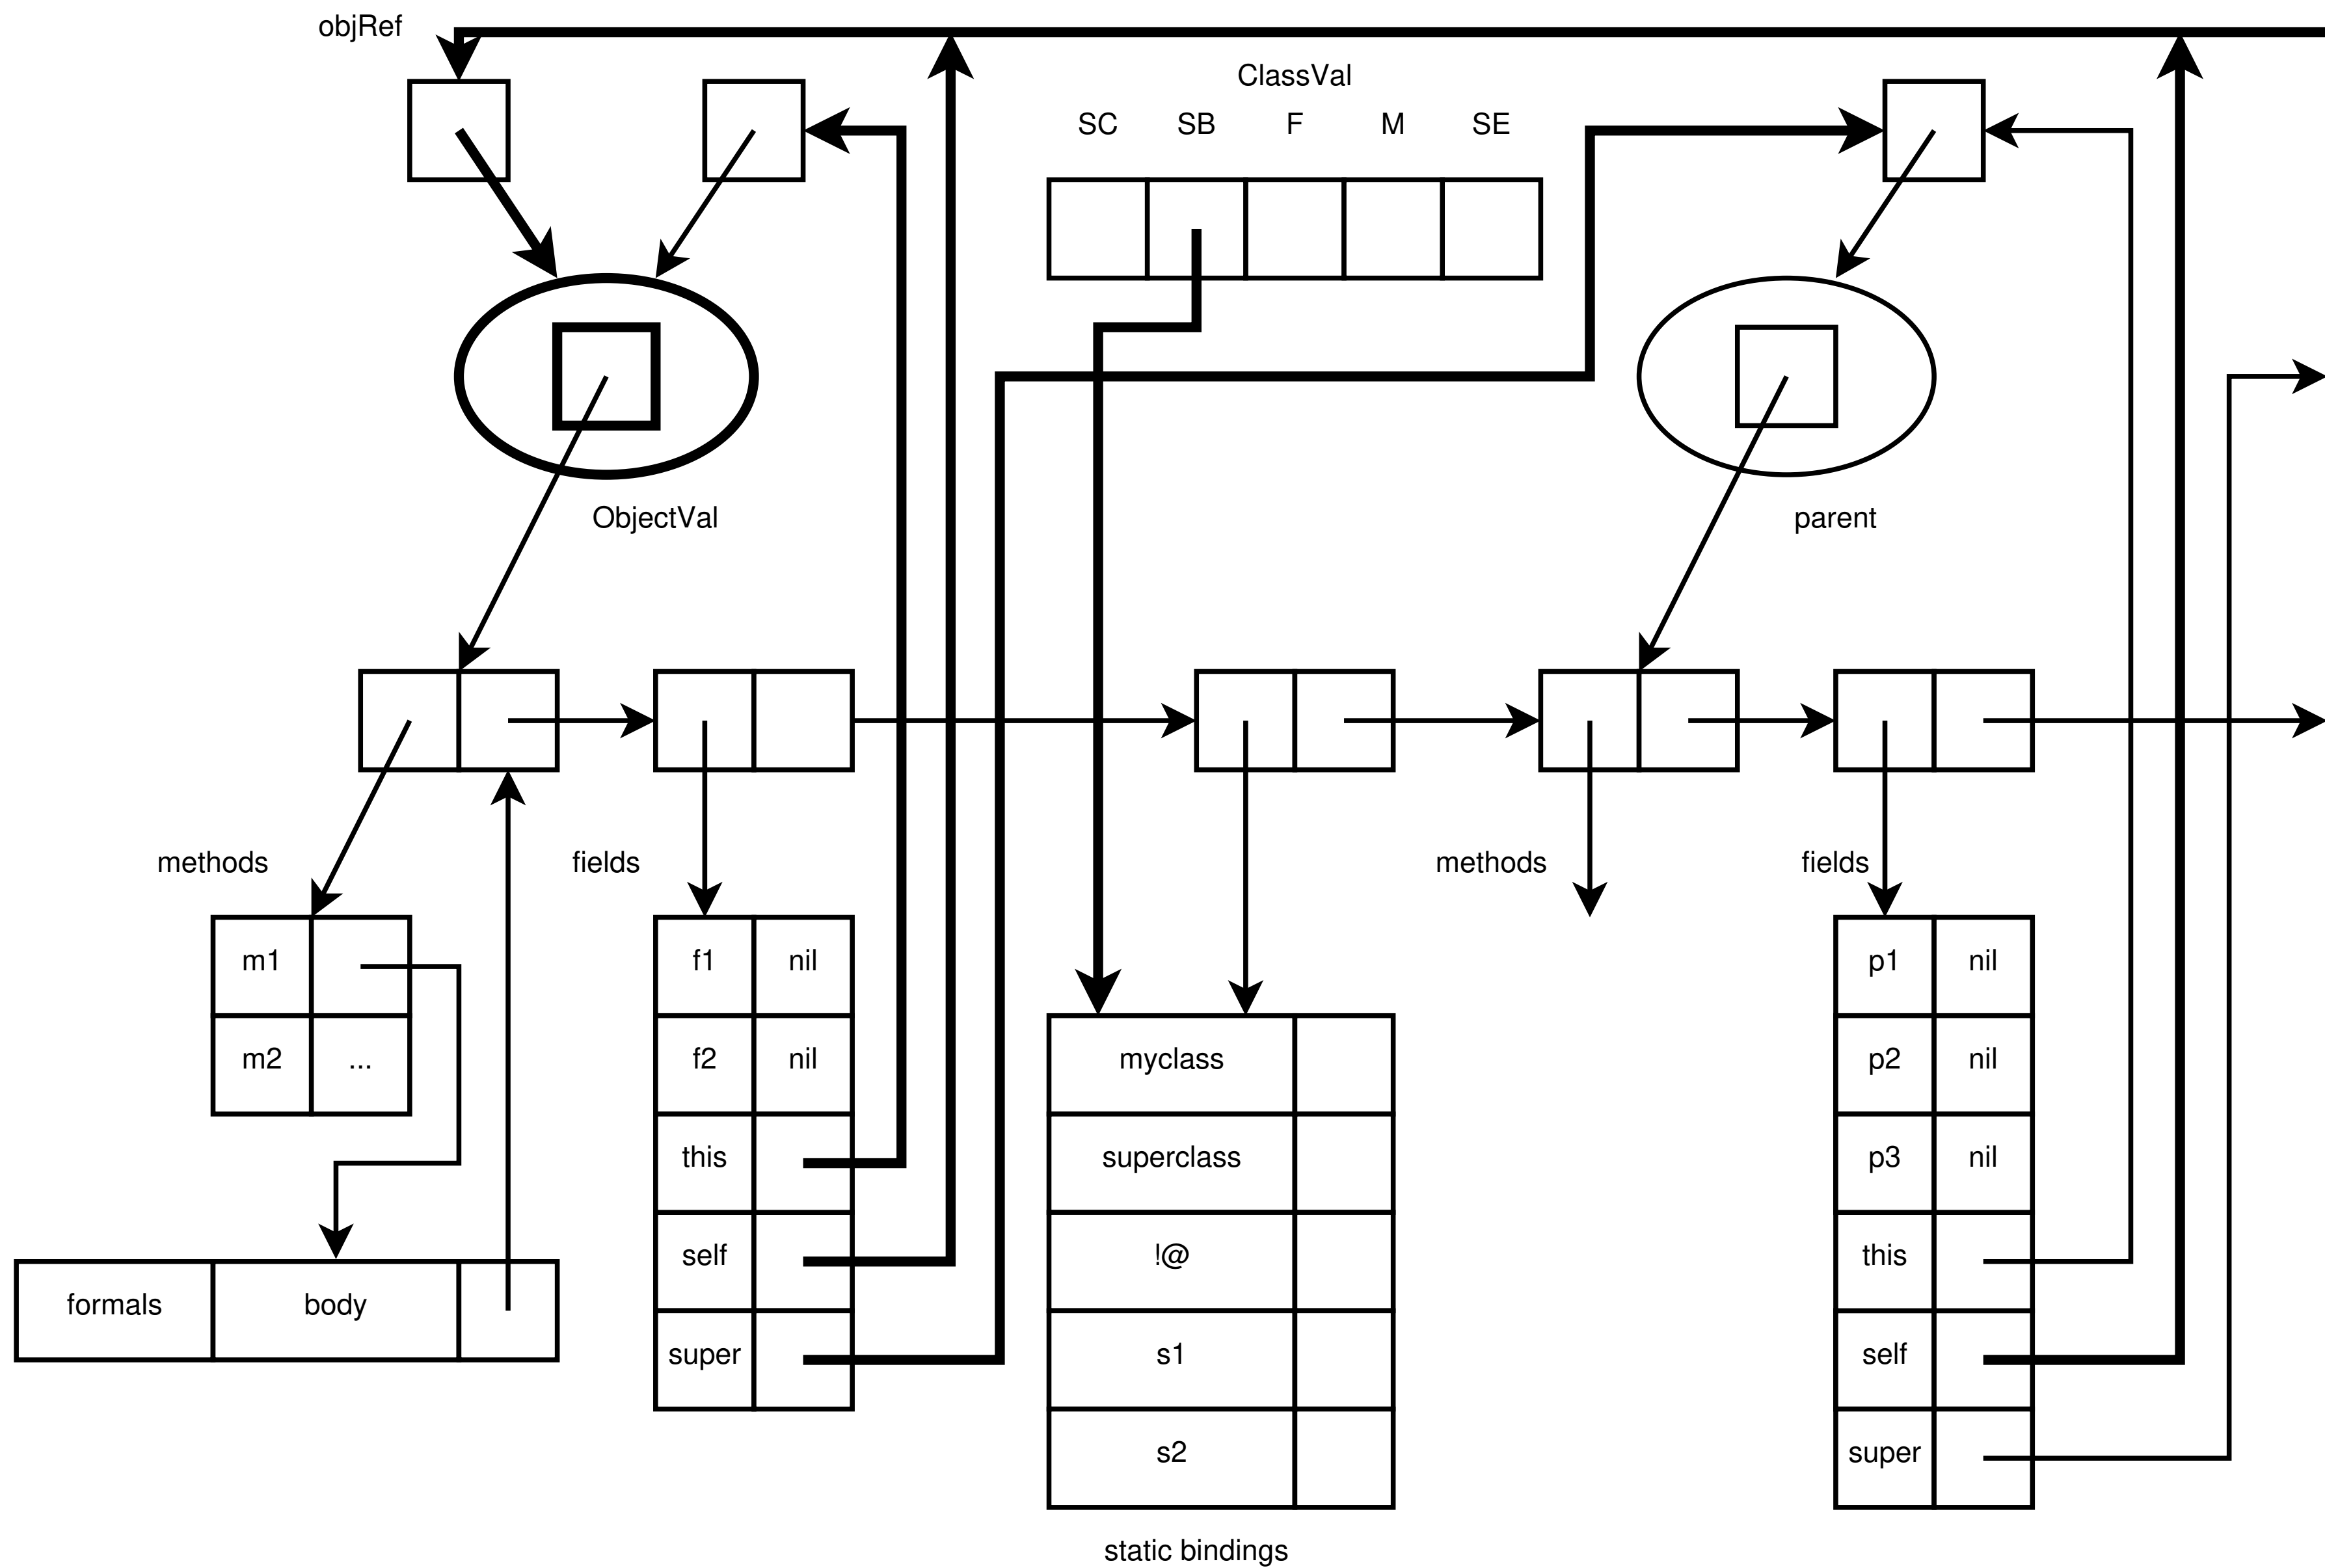 objRef
ClassVal
SC SB F M SE
ObjectVal
parent
methods
fields
methods
fields
m1
m2 ...
formals body
f1 nil
f2 nil
this
self
super
myclass
superclass
!@
s1
s2
static bindings
p1 nil
p2 nil
p3 nil
this
self
super